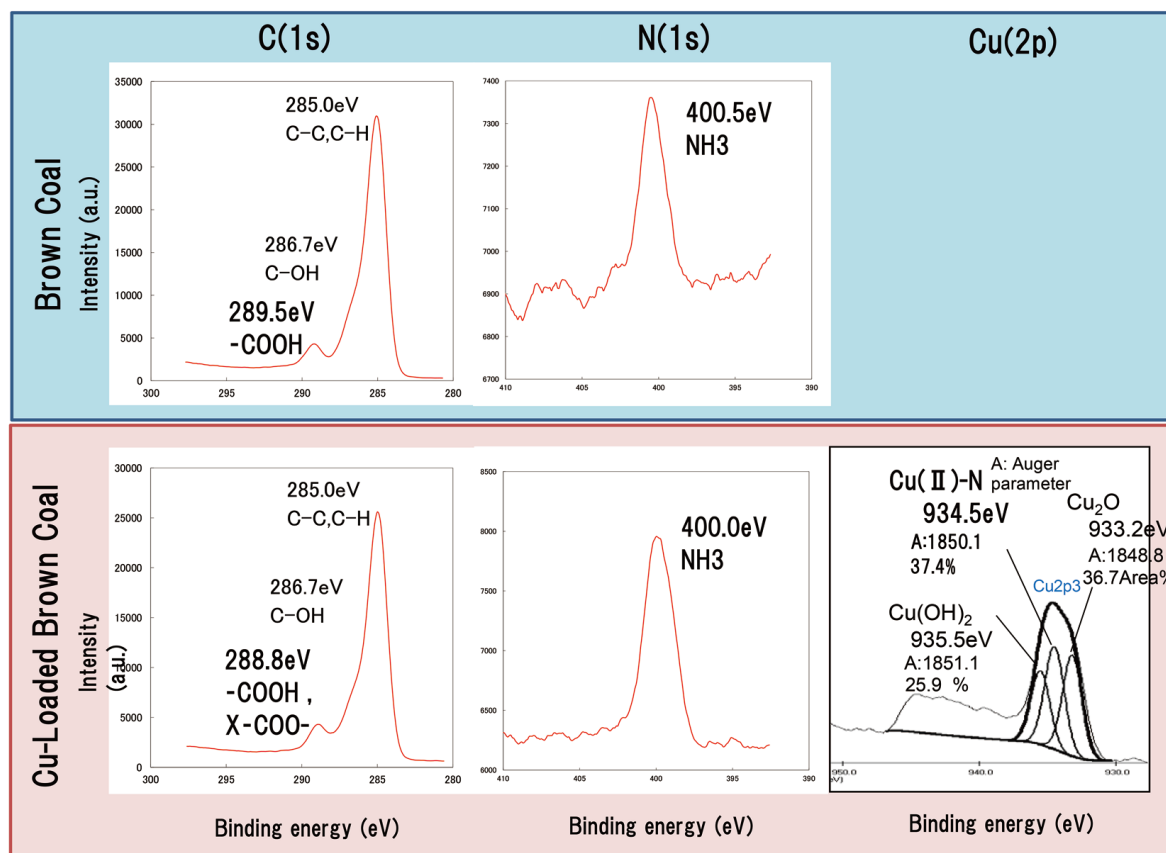 C(1s)
N(1s)
Cu(2p)
Brown Coal
Intensity (a.u.)
35000
30000
25000
20000
15000
10000
5000
0
300
295
290
285
280
285.0eV
C-C,C-H
286.7eV
C-OH
289.5eV
-COOH
7400
7300
7200
7100
7000
6900
6800
6700
410
405
400
395
390
400.5eV
NH3
Cu-Loaded Brown Coal
Intensity
(a.u.)
30000
25000
20000
15000
10000
5000
0
300
295
290
285
280
285.0eV
C-C,C-H
286.7eV
C-OH
288.8eV
-COOH ,
X-COO-
8500
8000
7500
7000
6500
6000
410
405
400
395
390
400.0eV
NH3
Cu(Ⅱ)-N
934.5eV
A:1850.1
37.4%
A: Auger
parameter
Cu₂O
933.2eV
A:1848.8
36.7Area%
Cu2p3
Cu(OH)₂
935.5eV
A:1851.1
25.9 %
950.0
940.0
930.0
eV)
Binding energy (eV)
Binding energy (eV)
Binding energy (eV)